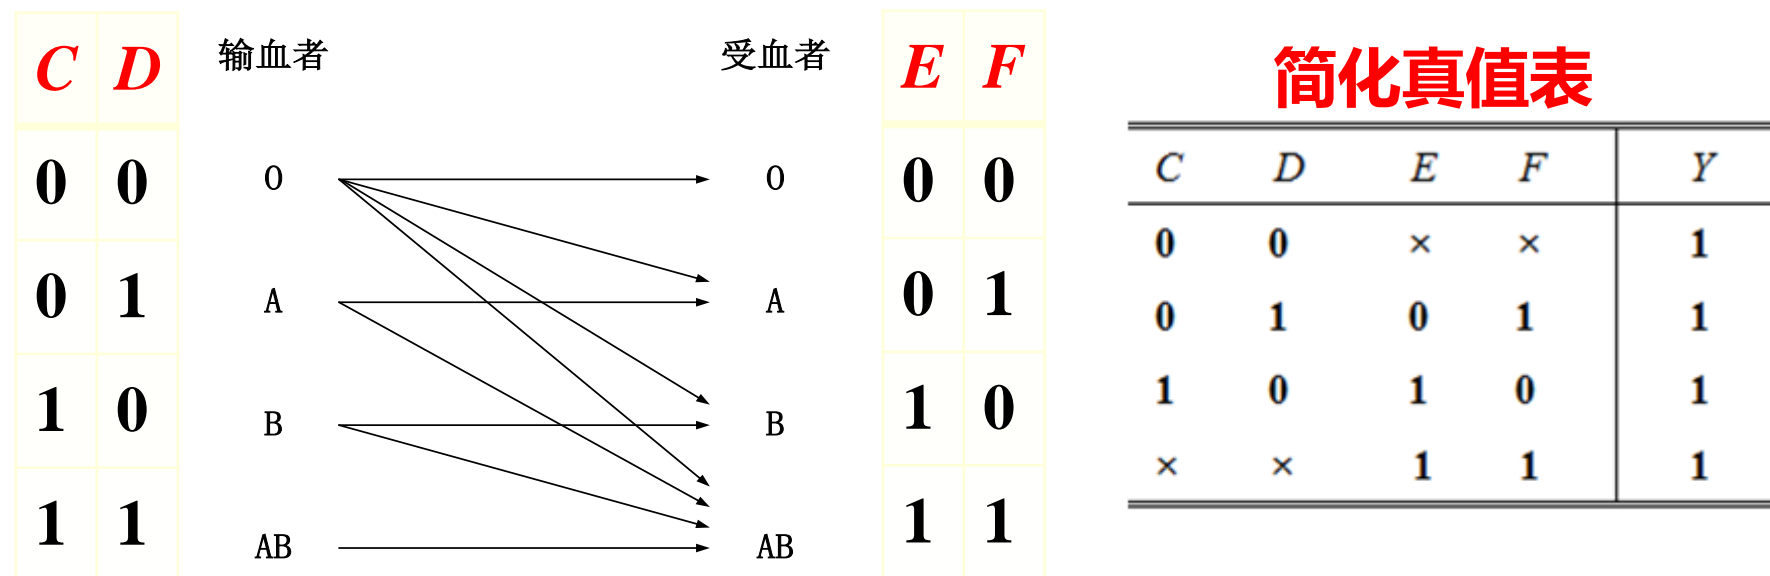 C D 输血者 受血者 E F 简化真值表
C D E F Y
0 0 O O 0 0
0 0 × × 1
0 1 A A 0 1
0 1 0 1 1
1 0 B B 1 0
1 0 1 0 1
× × 1 1 1
1 1 AB AB 1 1